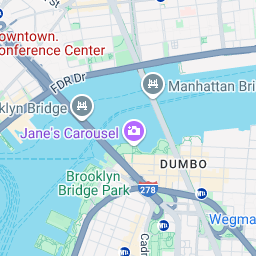 owntown.
onference Center
FDR Dr
Manhattan Bri
klyn Bridge
Jane's Carousel
DUMBO
Brooklyn
Bridge Park
278
Wegma
Cadm